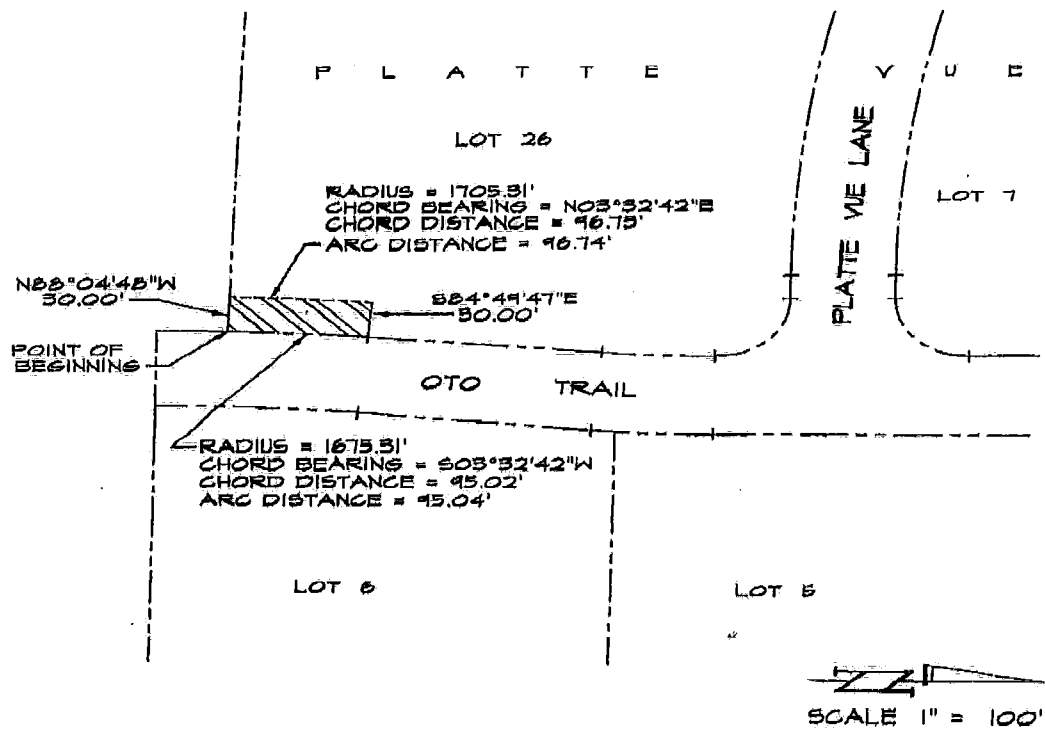 PLATTE VUE
LOT 26
PLATTE VUE LANE
LOT 7
RADIUS = 1705.31'
CHORD BEARING = N03°32'42"E
CHORD DISTANCE = 96.73'
ARC DISTANCE = 96.74'
N88°04'48"W
30.00'
S84°49'47"E
30.00'
POINT OF
BEGINNING
OTO TRAIL
RADIUS = 1675.31'
CHORD BEARING = S03°32'42"W
CHORD DISTANCE = 95.02'
ARC DISTANCE = 95.04'
LOT 6
LOT 5
SCALE 1" = 100'